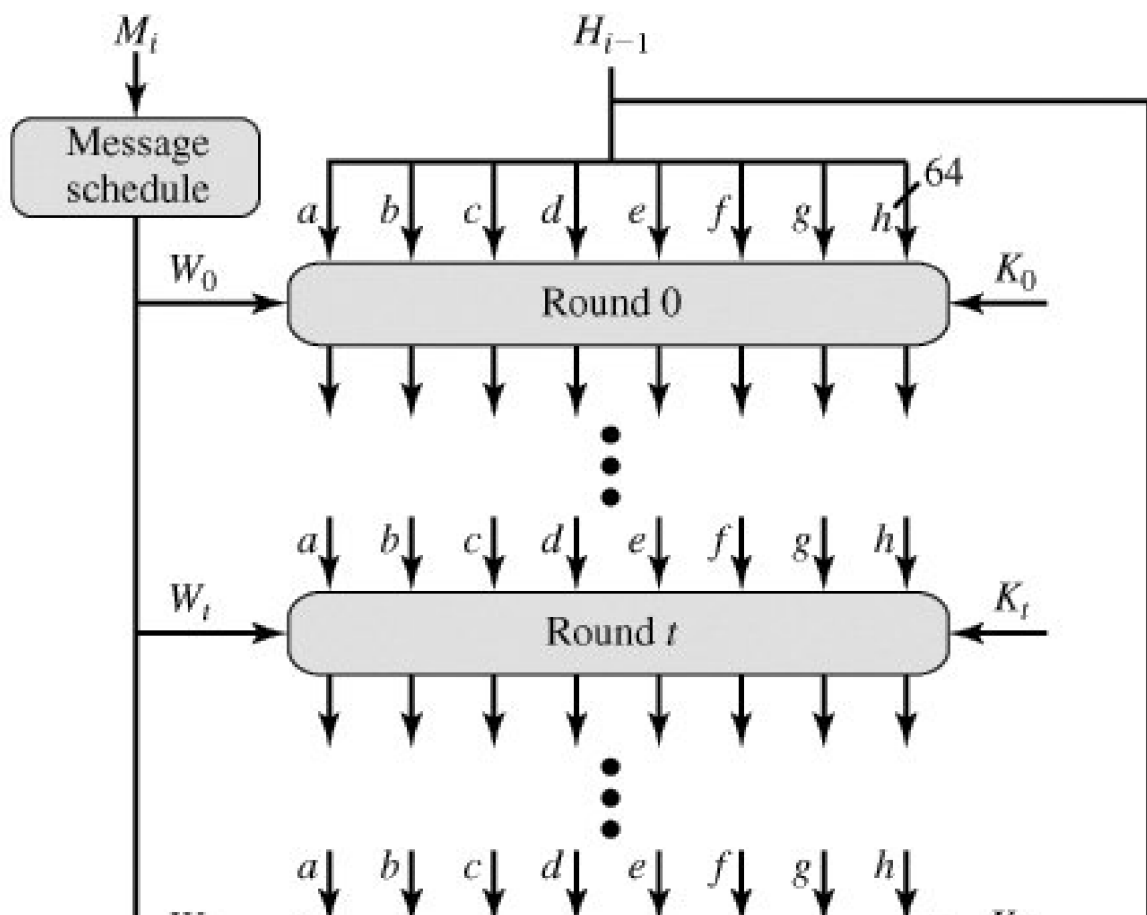 M_i
H_{i−1}
Message
schedule
64
a b c d e f g h
W_0
K_0
Round 0
a b c d e f g h
W_t
K_t
Round t
a b c d e f g h